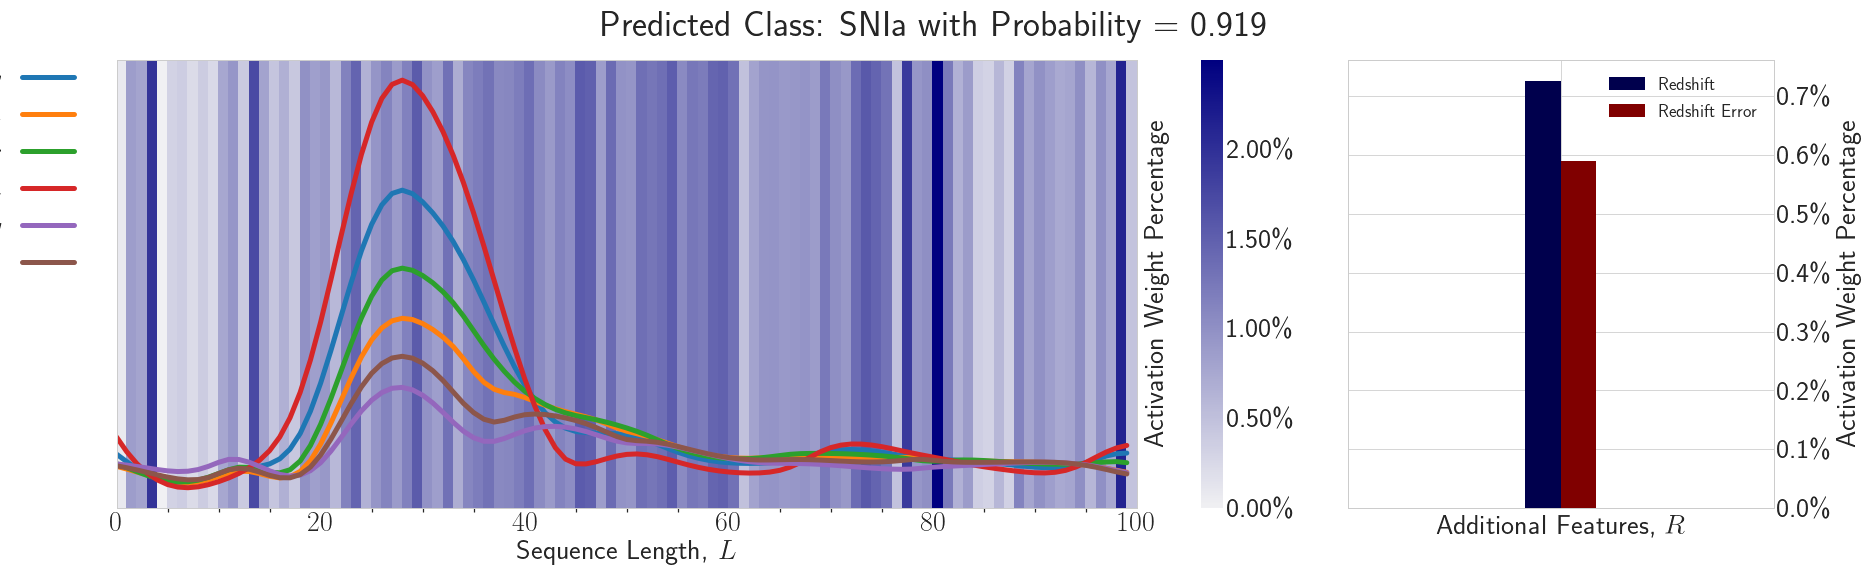 Predicted Class: SNIa with Probability = 0.919
0 20 40 60 80 100
Sequence Length, L
2.00%
1.50%
1.00%
0.50%
0.00%
Activation Weight Percentage
Redshift
Redshift Error
0.7%
0.6%
0.5%
0.4%
0.3%
0.2%
0.1%
0.0%
Activation Weight Percentage
Additional Features, R